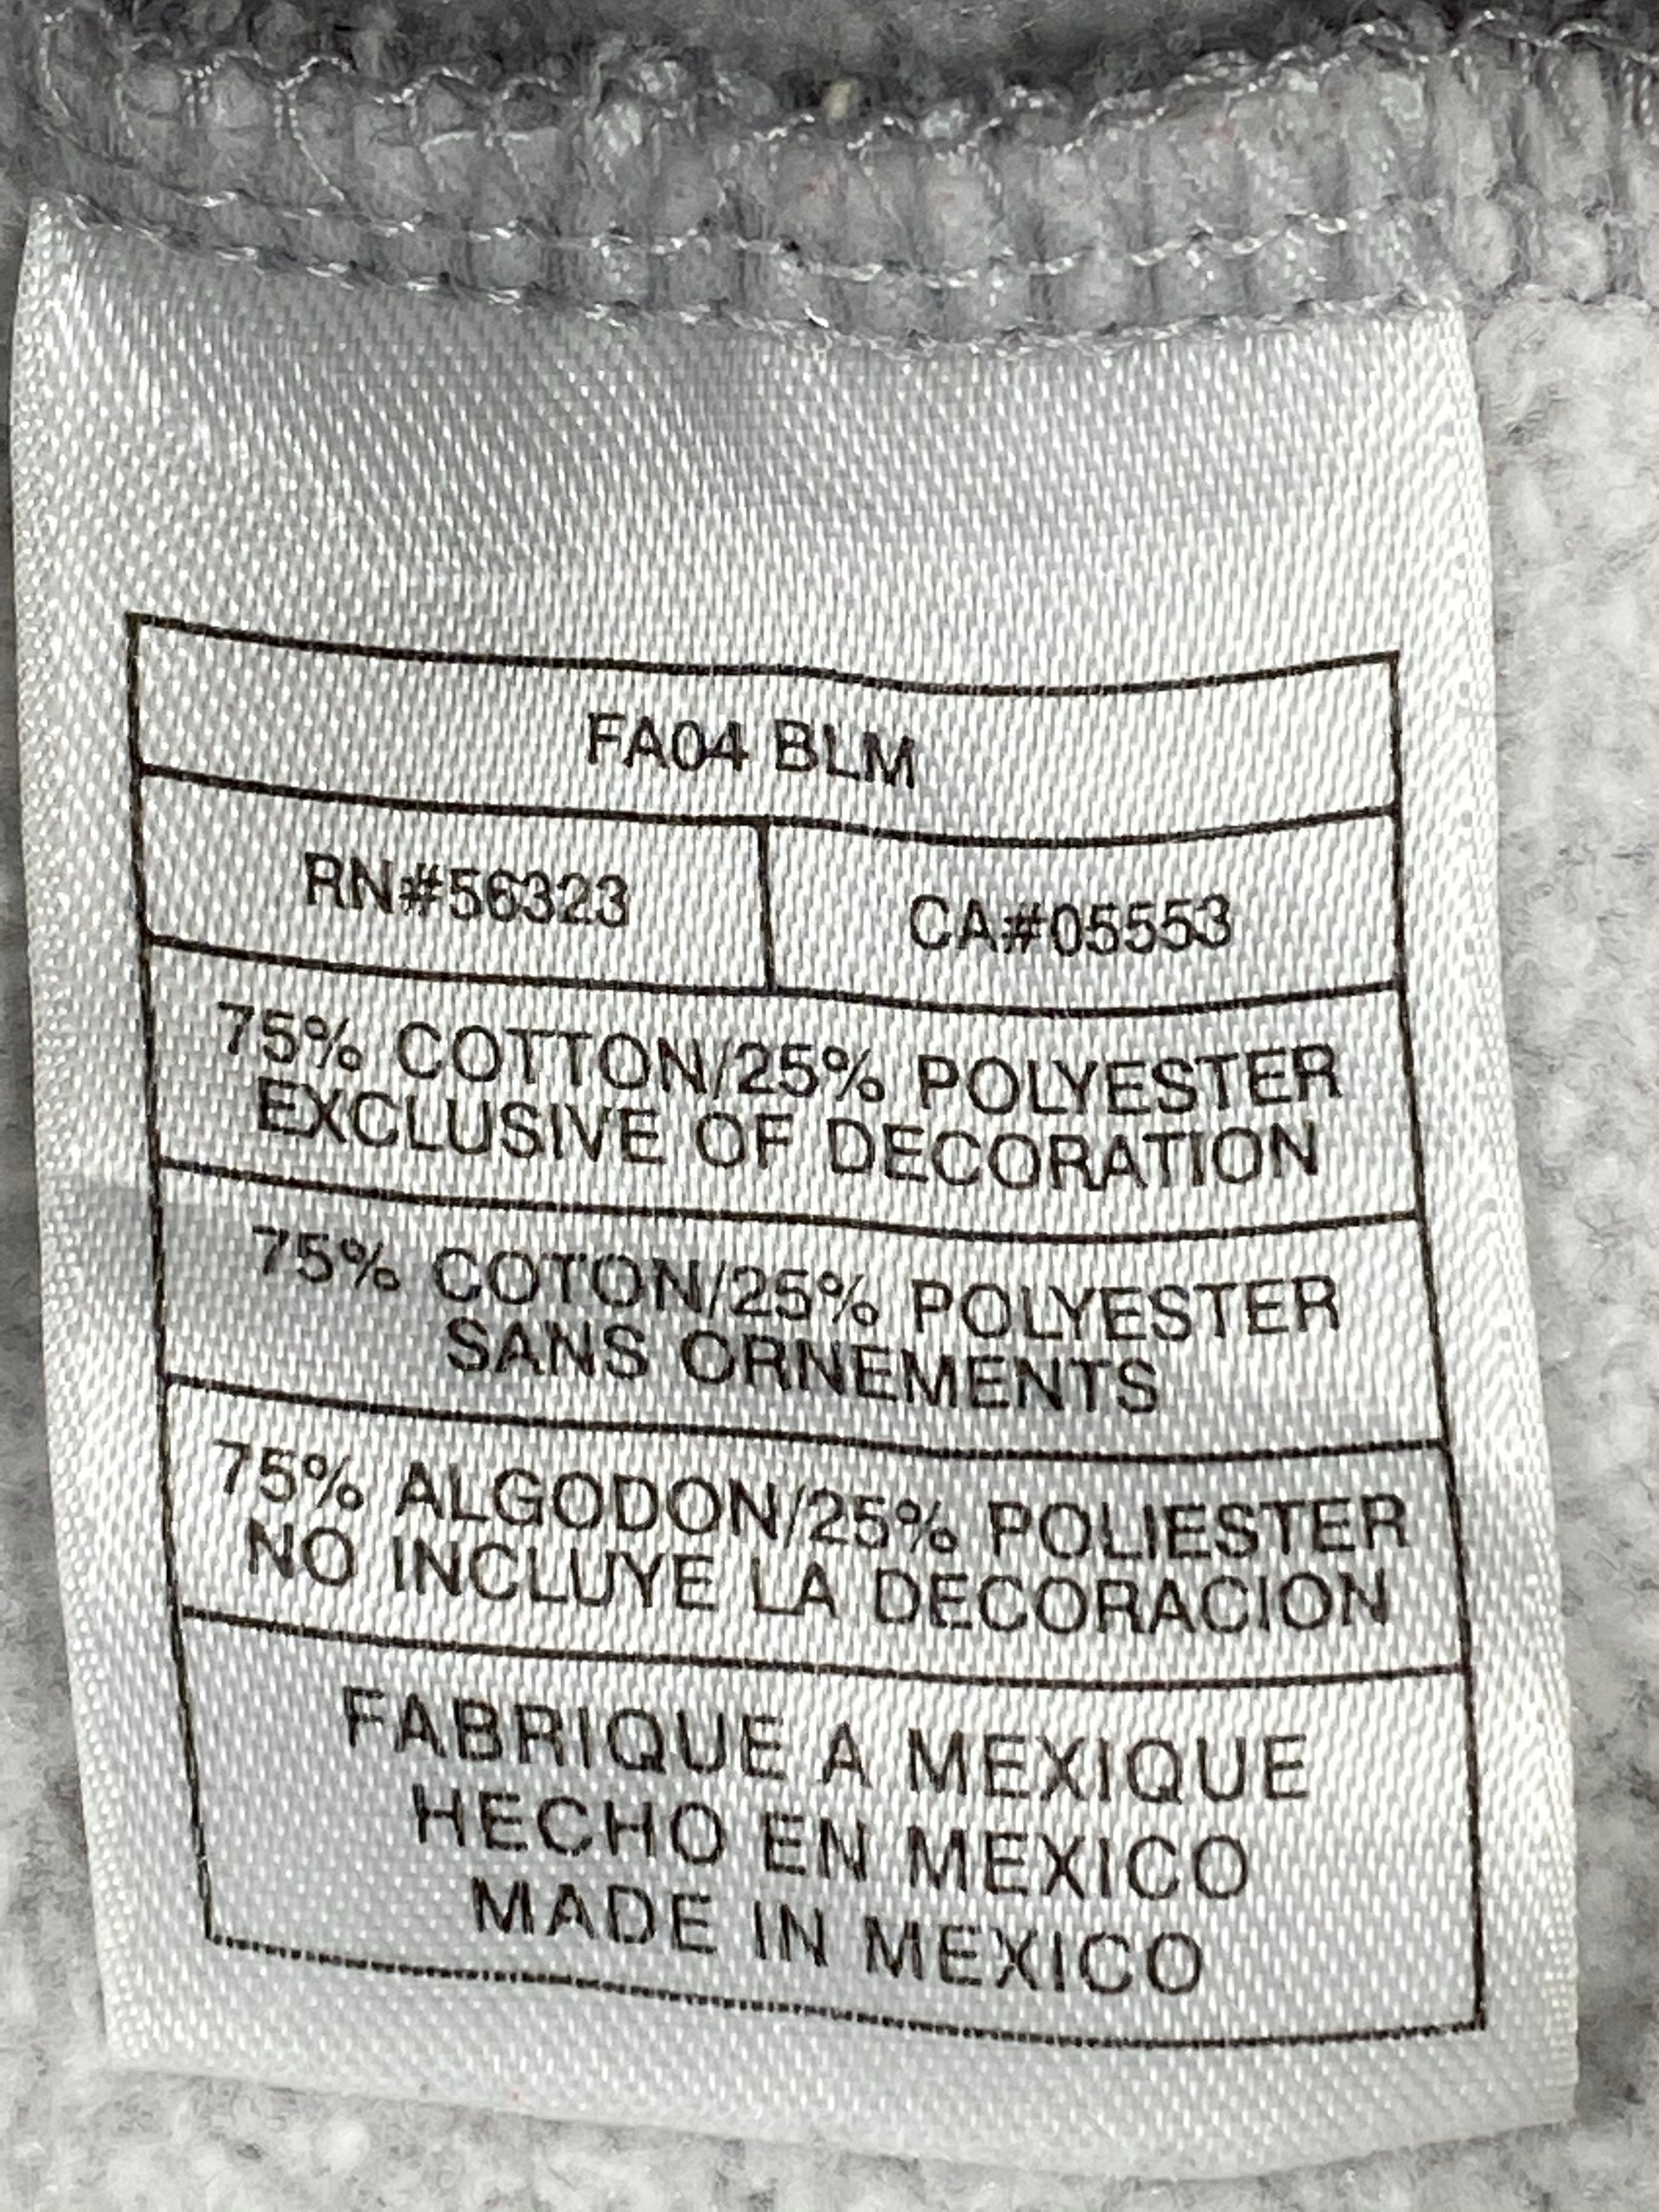 FA04 BLM
RN#56323
CA#05553
75% COTTON/25% POLYESTER
EXCLUSIVE OF DECORATION
75% COTON/25% POLYESTER
SANS ORNEMENTS
75% ALGODON/25% POLIESTER
NO INCLUYE LA DECORACION
FABRIQUE A MEXIQUE
HECHO EN MEXICO
MADE IN MEXICO